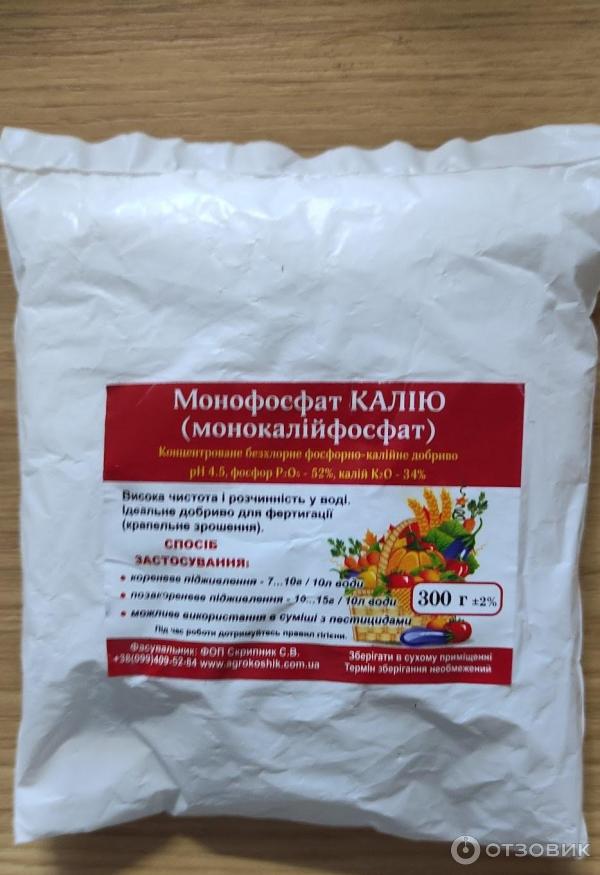 Монофосфат КАЛІЮ
(монокалійфосфат)
Концентроване безхлорне фосфорно-калійне добриво
pH 4.5, фосфор P₂O₅ - 52%, калій K₂O - 34%
Висока чистота і розчинність у воді.
Ідеальне добриво для фертигації
(крапельне зрошення).
СПОСІБ
ЗАСТОСУВАННЯ:
• кореневе підживлення - 7...10г / 10л води
• позакореневе підживлення - 10...15г / 10л води
• можливе використання в суміші з пестицидами
300 г ±2%
Під час роботи дотримуйтесь правил гігієни.
Фасувальник: ФОП Скрипник С.В.
+38(099)409-52-84 www.agrokoshik.com.ua
Зберігати в сухому приміщенні
Термін зберігання необмежений
ОТЗОВИК